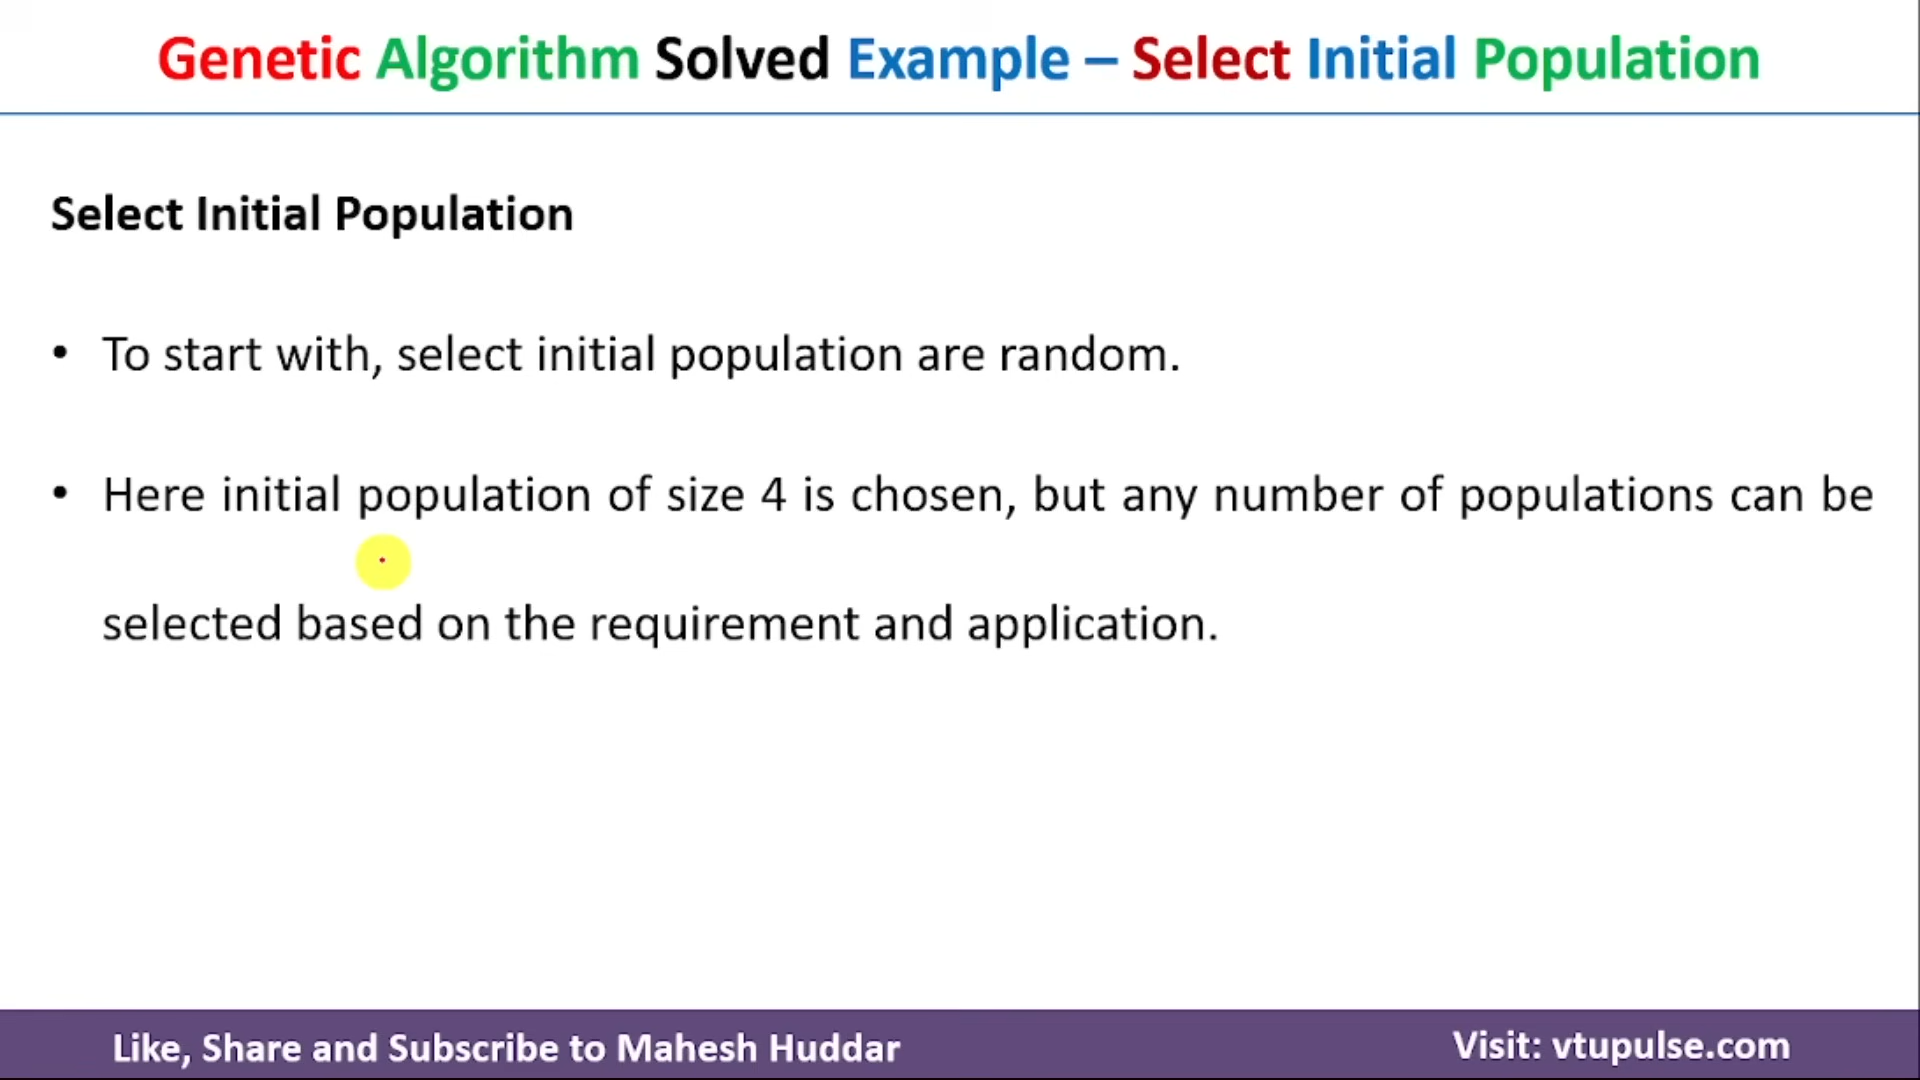 Genetic Algorithm Solved Example – Select Initial Population
Select Initial Population
• To start with, select initial population are random.
• Here initial population of size 4 is chosen, but any number of populations can be
selected based on the requirement and application.
Like, Share and Subscribe to Mahesh Huddar
Visit: vtupulse.com